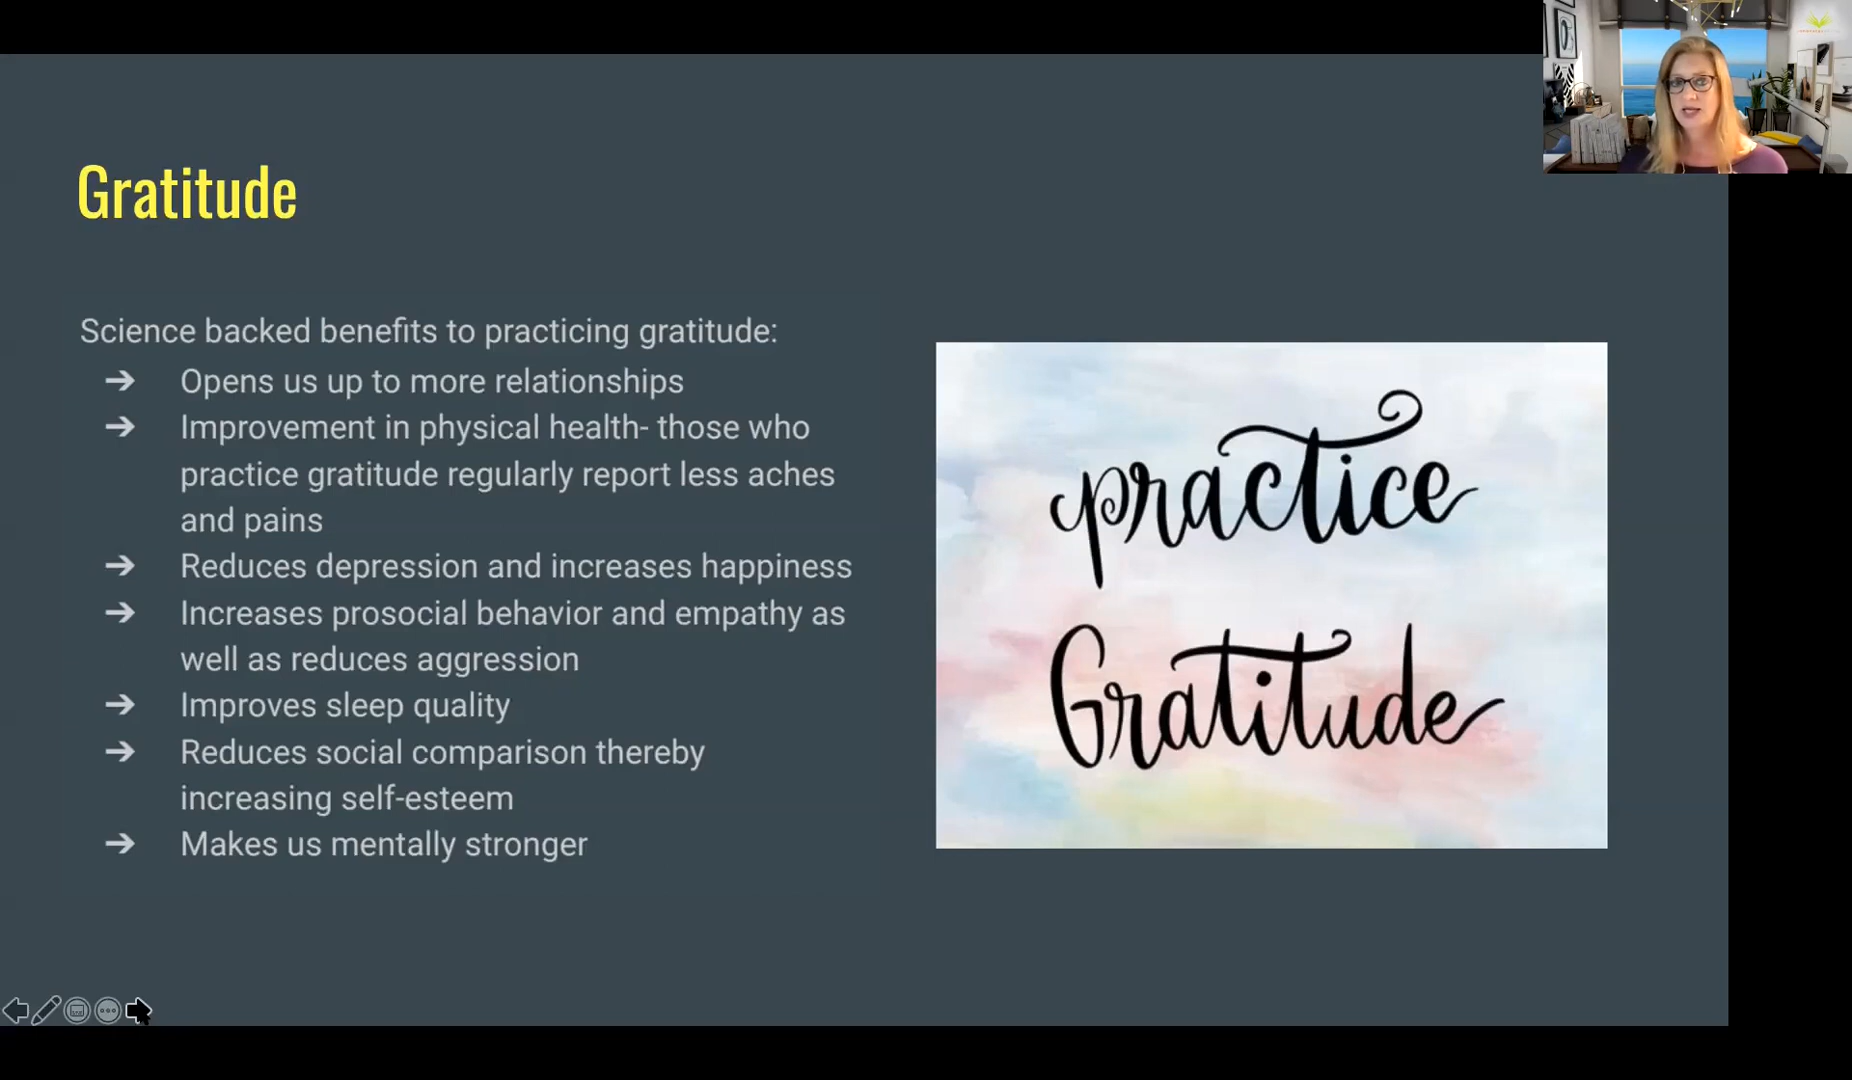 Gratitude
Science backed benefits to practicing gratitude:
➔ Opens us up to more relationships
➔ Improvement in physical health- those who
practice gratitude regularly report less aches
and pains
➔ Reduces depression and increases happiness
➔ Increases prosocial behavior and empathy as
well as reduces aggression
➔ Improves sleep quality
➔ Reduces social comparison thereby
increasing self-esteem
➔ Makes us mentally stronger
practice
Gratitude